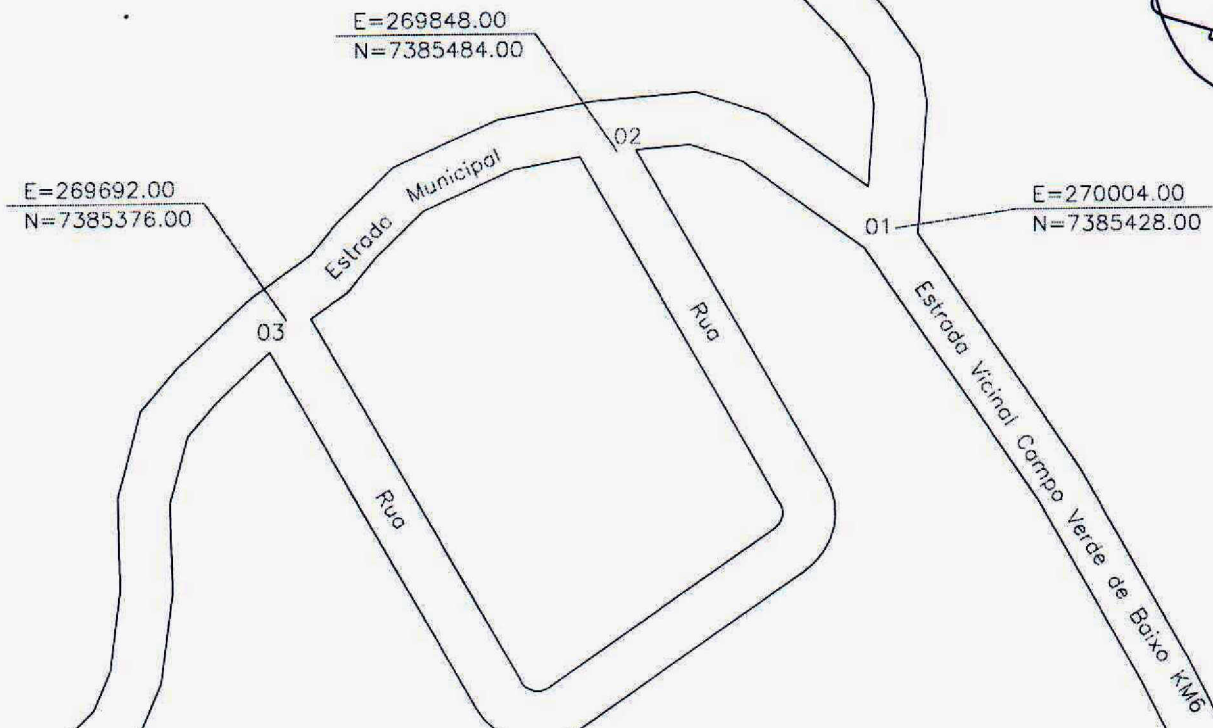 E=269848.00
N=7385484.00
02
Estrada Municipal
E=269692.00
N=7385376.00
03
E=270004.00
N=7385428.00
01
Rua
Rua
Estrada Vicinal Campo Verde de Baixo KM6